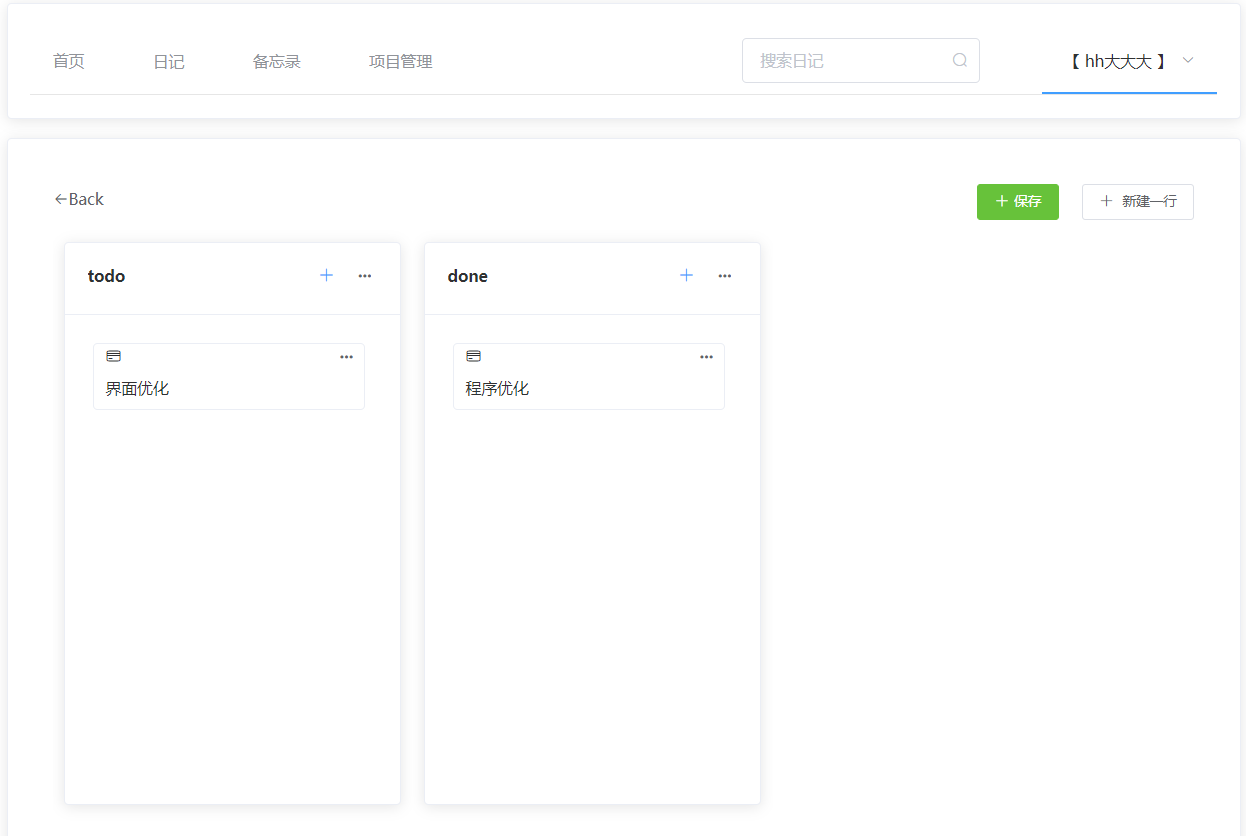 首页 日记 备忘录 项目管理 搜索日记 【 hh大大大 】
←Back + 保存 + 新建一行
todo + ··· done + ···
··· ···
界面优化 程序优化